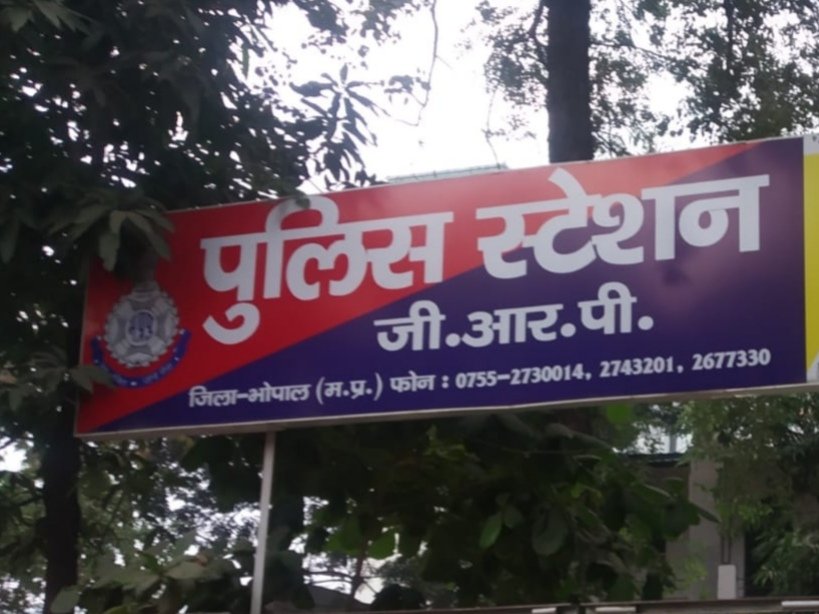 पुलिस स्टेशन
जी.आर.पी.
जिला-भोपाल (म.प्र.) फोन : 0755-2730014, 2743201, 2677330